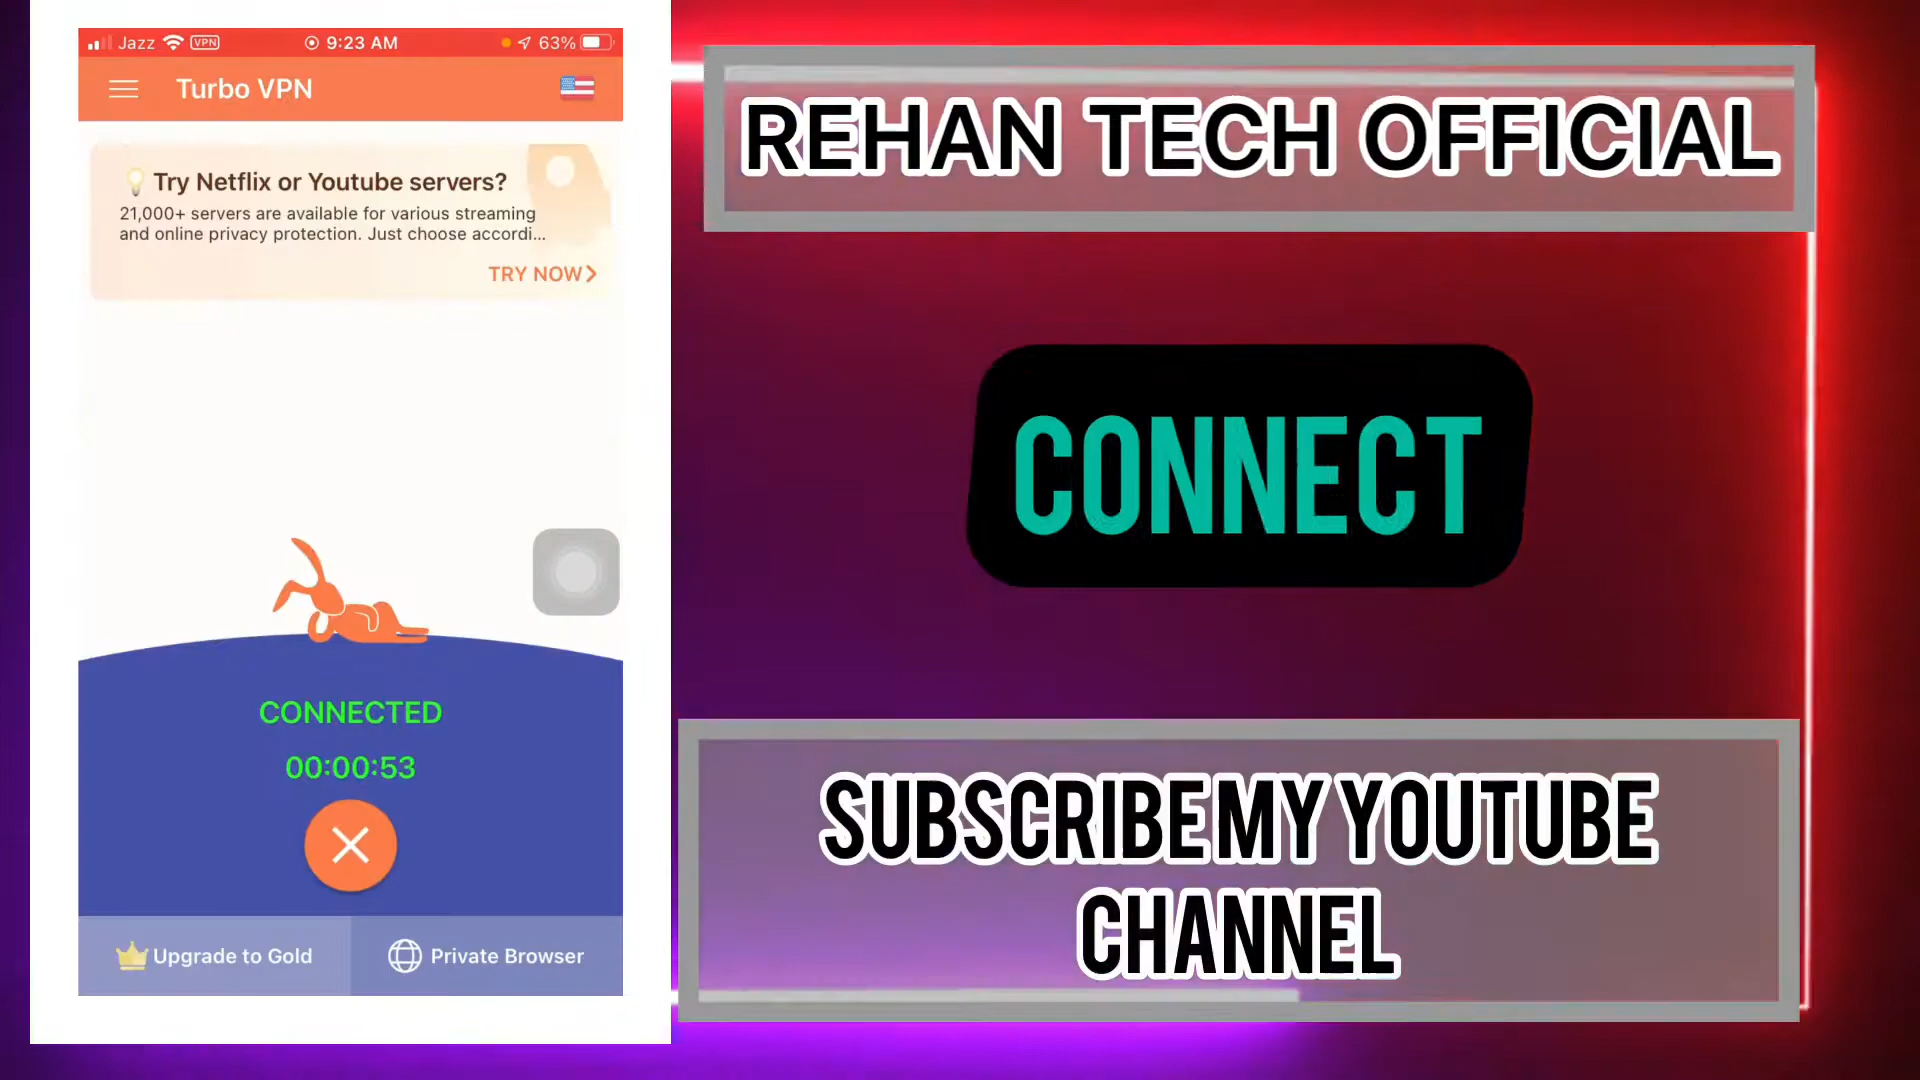 Jazz VPN 9:23 AM 63%
Turbo VPN
Try Netflix or Youtube servers?
21,000+ servers are available for various streaming
and online privacy protection. Just choose accordi...
TRY NOW
CONNECTED
00:00:53
Upgrade to Gold
Private Browser
REHAN TECH OFFICIAL
CONNECT
SUBSCRIBE MY YOUTUBE
CHANNEL